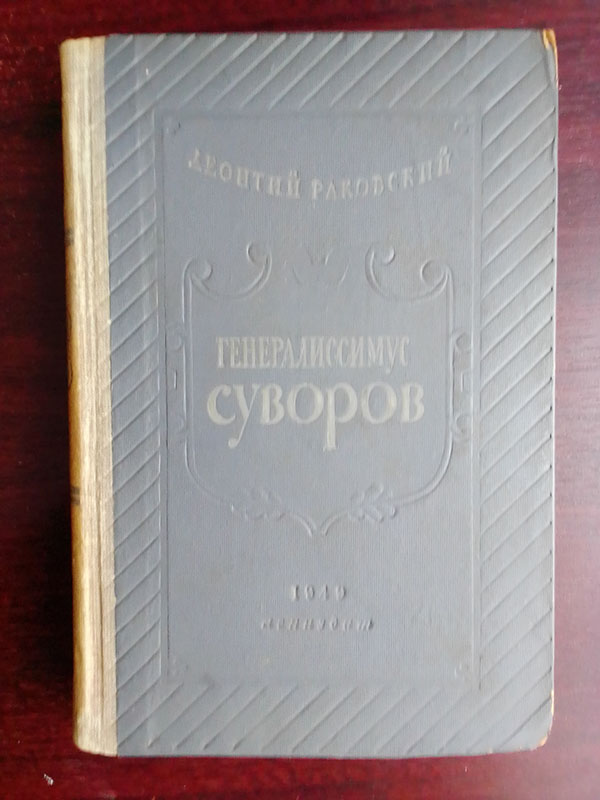 ЛЕОНТИЙ РАКОВСКИЙ
ГЕНЕРАЛИССИМУС
СУВОРОВ
1949
лениздат